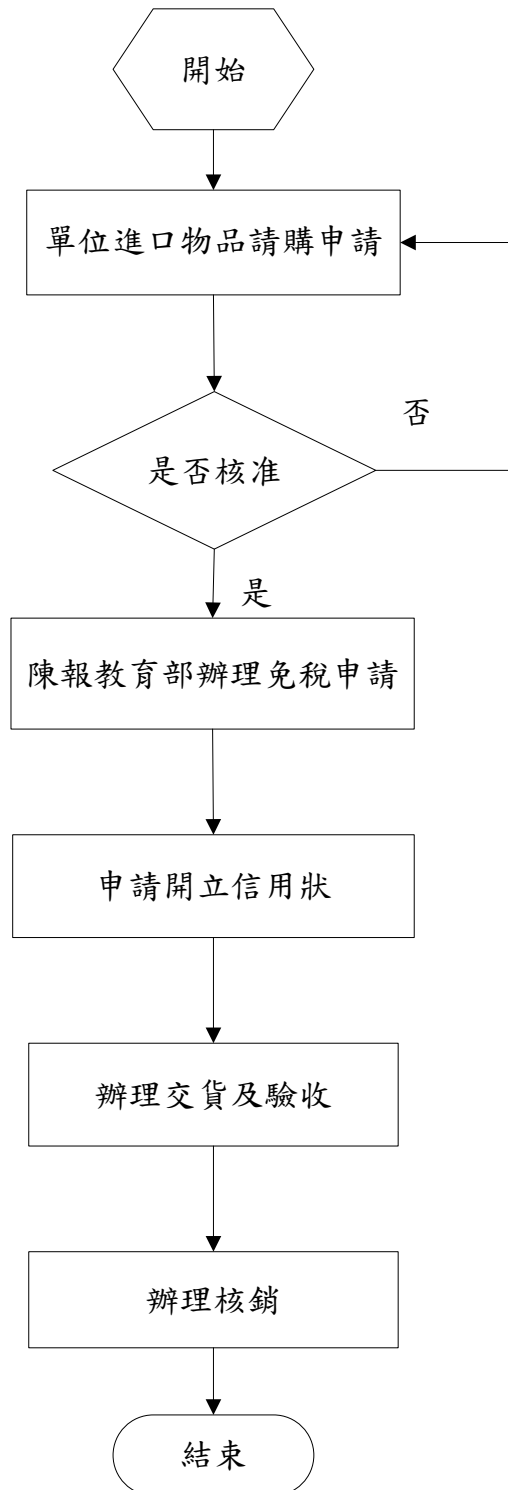 開始
單位進口物品請購申請
否
是否核准
是
陳報教育部辦理免稅申請
申請開立信用狀
辦理交貨及驗收
辦理核銷
結束